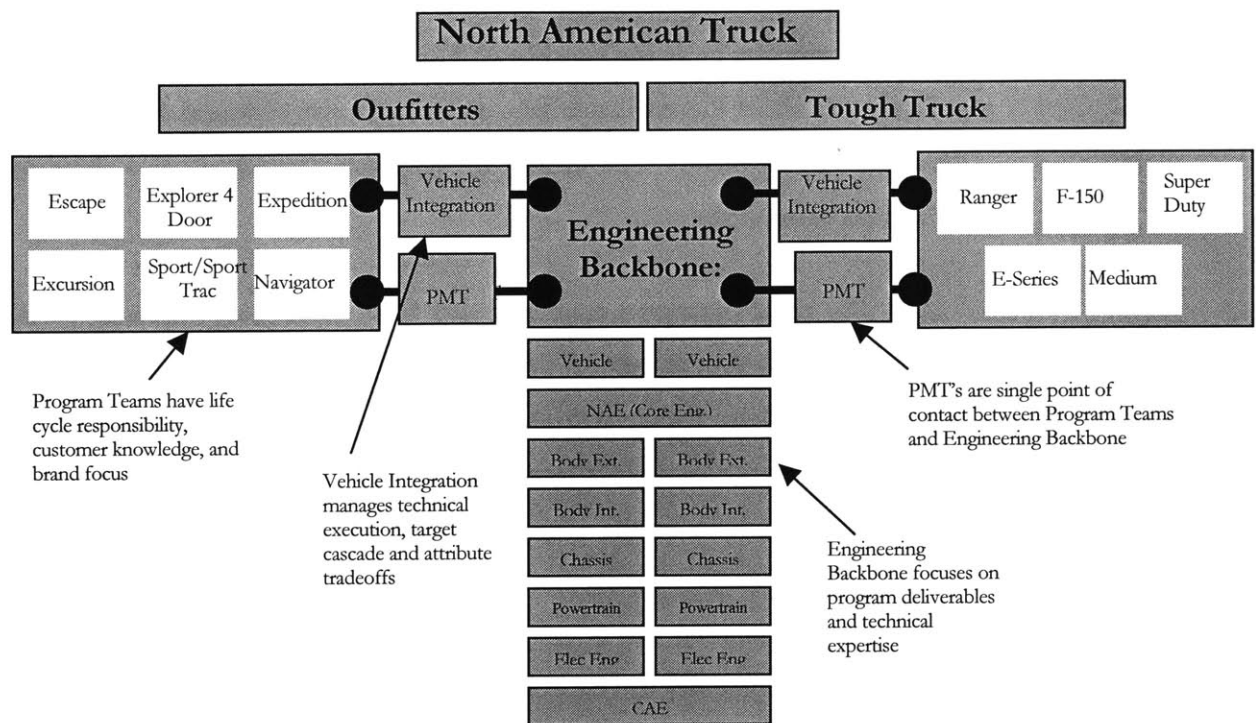 North American Truck
Outfitters
Tough Truck
Escape
Explorer 4
Door
Expedition
Excursion
Sport/Sport
Trac
Navigator
Vehicle
Integration
PMT
Engineering
Backbone:
Vehicle
Integration
PMT
Ranger
F-150
Super
Duty
E-Series
Medium
Vehicle
Vehicle
NAE (Core Eng.)
Body Ext.
Body Ext.
Body Int.
Body Int.
Chassis
Chassis
Powertrain
Powertrain
Elec Eng
Elec Eng
CAE
Program Teams have life
cycle responsibility,
customer knowledge, and
brand focus
Vehicle Integration
manages technical
execution, target
cascade and attribute
tradeoffs
PMT's are single point of
contact between Program Teams
and Engineering Backbone
Engineering
Backbone focuses on
program deliverables
and technical
expertise